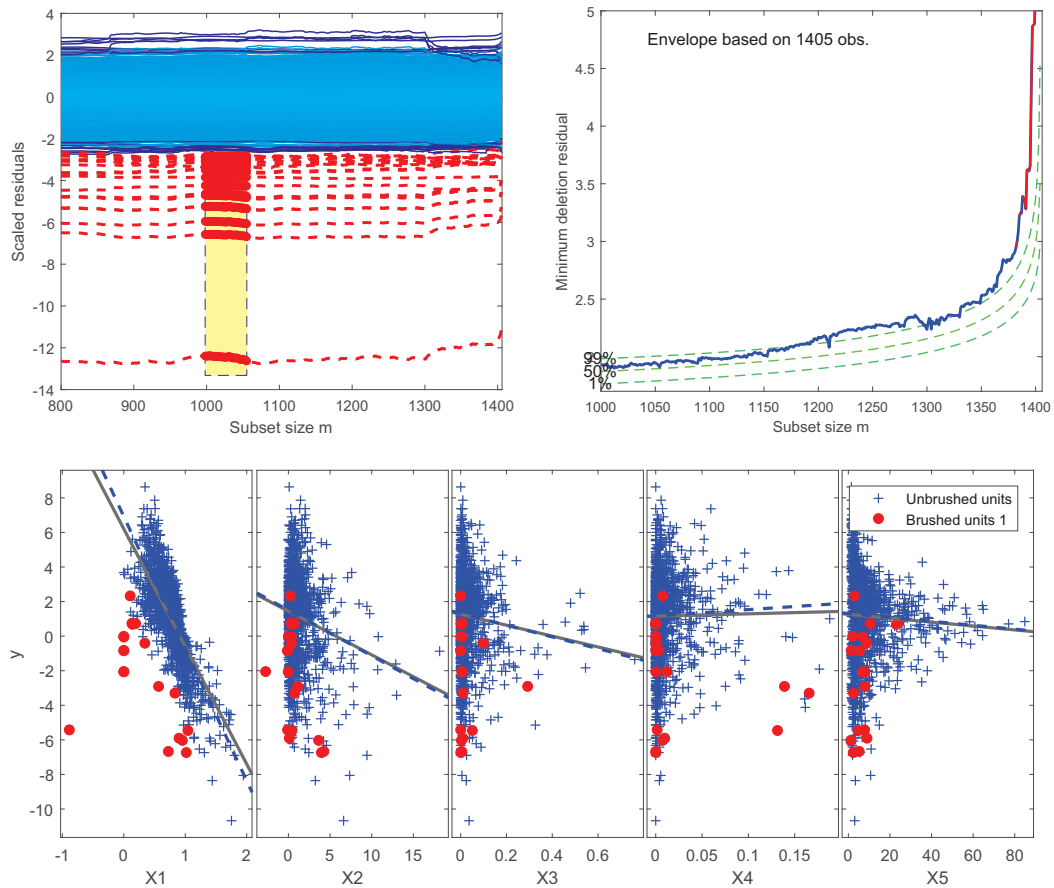 4
2
0
-2
-4
-6
-8
-10
-12
-14
Scaled residuals
800 900 1000 1100 1200 1300 1400
Subset size m
Envelope based on 1405 obs.
5
4.5
4
3.5
3
2.5
Minimum deletion residual
99%
50%
1%
1000 1050 1100 1150 1200 1250 1300 1350 1400
Subset size m
8
6
4
2
0
-2
-4
-6
-8
-10
y
Unbrushed units
Brushed units 1
-1 0 1 2
0 5 10 15
0 0.2 0.4 0.6
0 0.05 0.1 0.15
0 20 40 60 80
X1 X2 X3 X4 X5